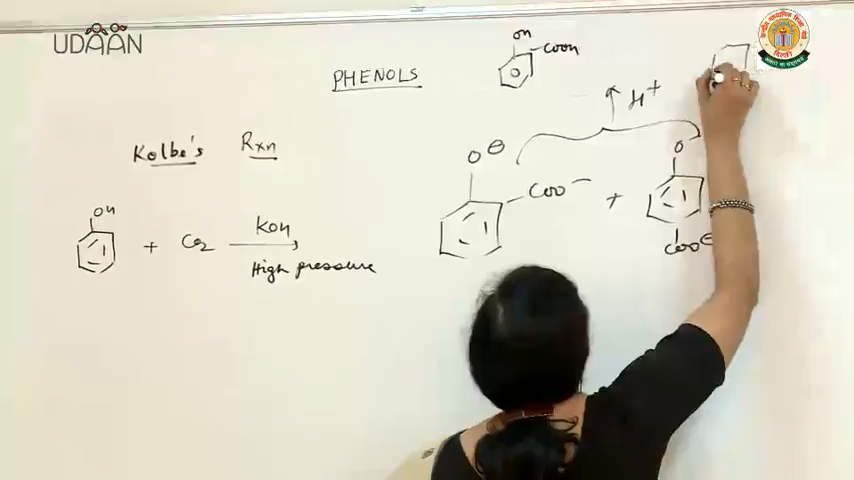 UDAAN
PHENOLS
OH
COOH
H+
Kolbe's Rxn
O⊖
COO−
+
O
COO⊖
OH
+ CO2
KOH
High pressure